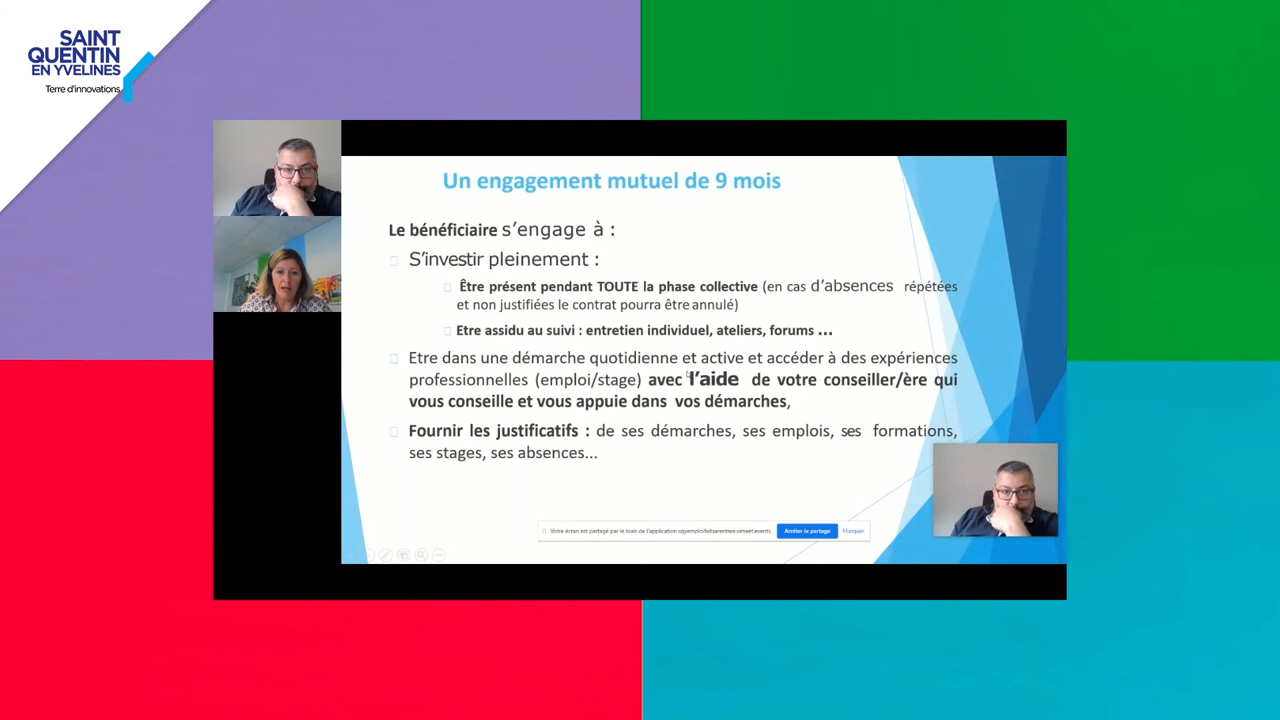 SAINT
QUENTIN
EN YVELINES
Terre d'innovations
Un engagement mutuel de 9 mois
Le bénéficiaire s'engage à :
S'investir pleinement :
Être présent pendant TOUTE la phase collective (en cas d'absences répétées
et non justifiées le contrat pourra être annulé)
Etre assidu au suivi : entretien individuel, ateliers, forums ...
Etre dans une démarche quotidienne et active et accéder à des expériences
professionnelles (emploi/stage) avec l'aide de votre conseiller/ère qui
vous conseille et vous appuie dans vos démarches,
Fournir les justificatifs : de ses démarches, ses emplois, ses formations,
ses stages, ses absences...
Votre écran est partagé par le biais de l'application sqyemploifaitsarentree.vimeet.events. Arrêter le partage Masquer